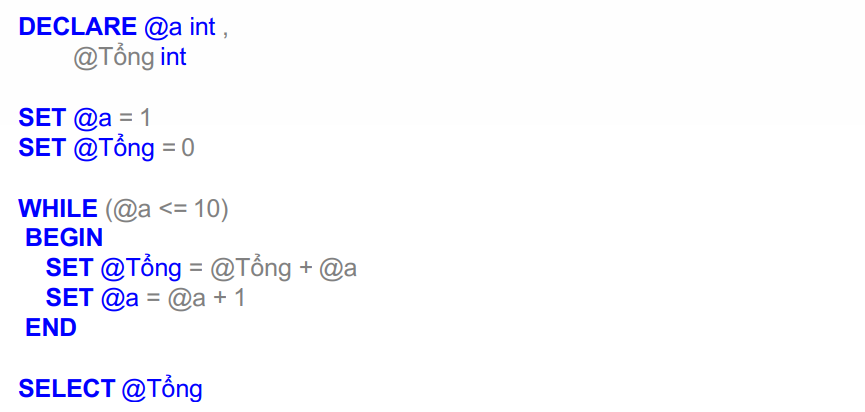 DECLARE @a int ,
@Tổng int
SET @a = 1
SET @Tổng = 0
WHILE (@a <= 10)
BEGIN
SET @Tổng = @Tổng + @a
SET @a = @a + 1
END
SELECT @Tổng